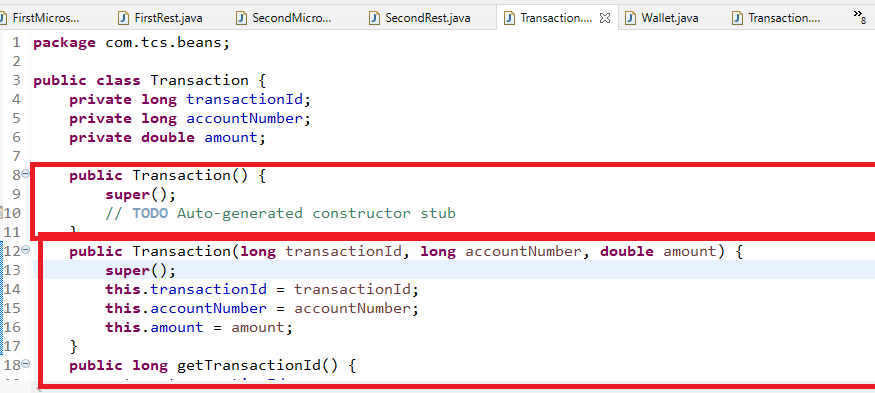 FirstMicros... FirstRest.java SecondMicro... SecondRest.java Transaction.... Wallet.java Transaction.... »8
1 package com.tcs.beans;
2
3 public class Transaction {
4 private long transactionId;
5 private long accountNumber;
6 private double amount;
7
8 public Transaction() {
9 super();
10 // TODO Auto-generated constructor stub
11 }
12 public Transaction(long transactionId, long accountNumber, double amount) {
13 super();
14 this.transactionId = transactionId;
15 this.accountNumber = accountNumber;
16 this.amount = amount;
17 }
18 public long getTransactionId() {